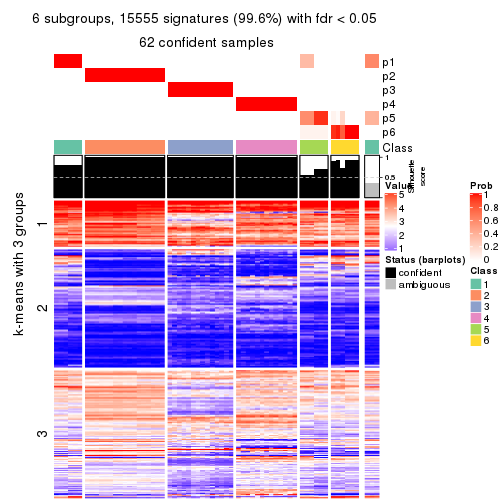 6 subgroups, 15555 signatures (99.6%) with fdr < 0.05
62 confident samples
p1
p2
p3
p4
p5
p6
Class
1
0.5
0
Silhouette
score
k-means with 3 groups
1
2
3
Value
5
4
3
2
1
Status (barplots)
confident
ambiguous
Prob
1
0.8
0.6
0.4
0.2
0
Class
1
2
3
4
5
6